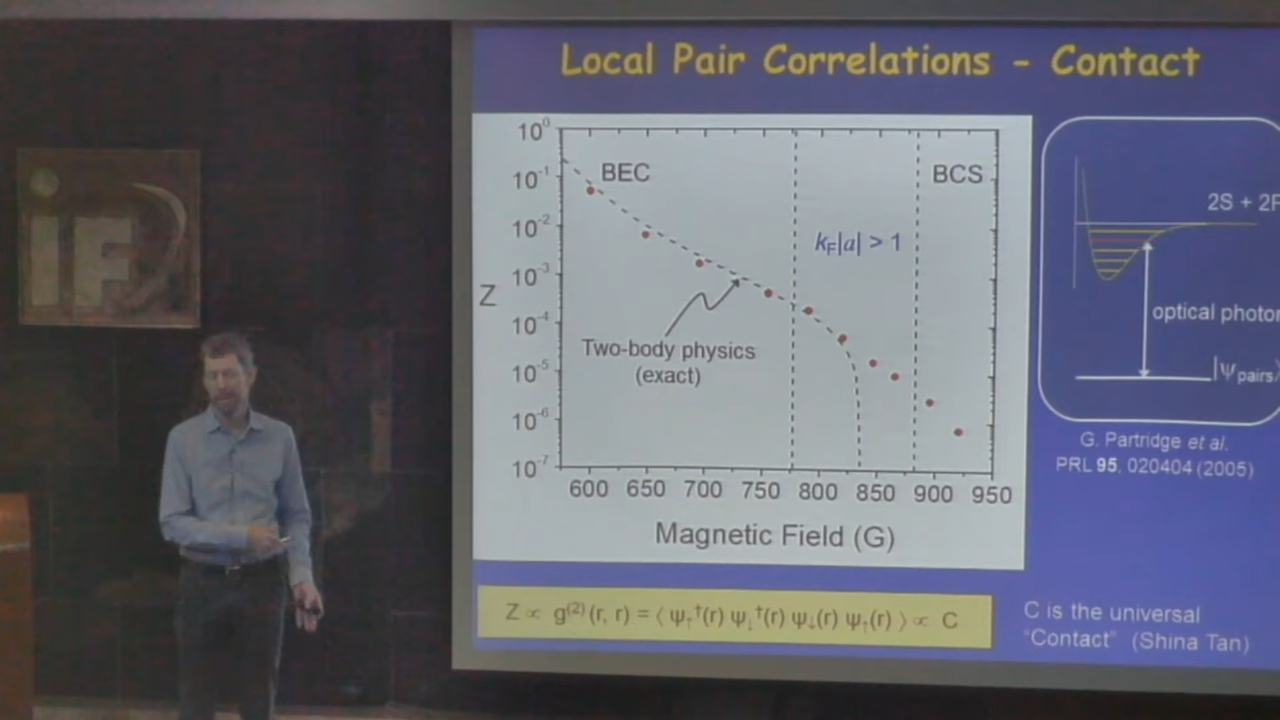 Local Pair Correlations - Contact
10⁰
10⁻¹
10⁻²
10⁻³
10⁻⁴
10⁻⁵
10⁻⁶
10⁻⁷
Z
BEC
BCS
k_F|a| > 1
Two-body physics
(exact)
600 650 700 750 800 850 900 950
Magnetic Field (G)
2S + 2P
optical photon
|ψ_pairs⟩
G. Partridge et al.
PRL 95, 020404 (2005)
Z ∝ g⁽²⁾(r, r) = ⟨ ψ↑†(r) ψ↓†(r) ψ↓(r) ψ↑(r) ⟩ ∝ C
C is the universal
"Contact" (Shina Tan)
iF